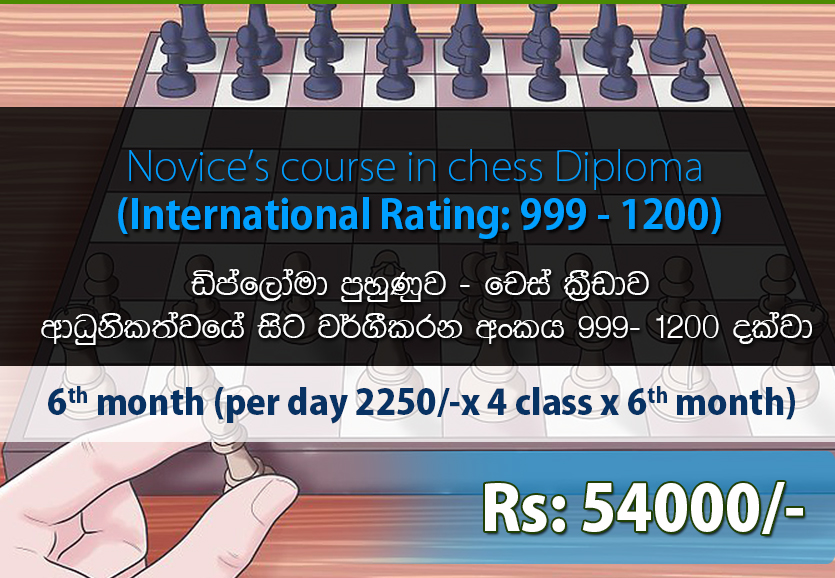 Novice's course in chess Diploma
(International Rating: 999 - 1200)
ඩිප්ලෝමා පුහුණුව - චෙස් ක්‍රීඩාව
ආධුනිකත්වයේ සිට වර්ගීකරන අංකය 999- 1200 දක්වා
6th month (per day 2250/-x 4 class x 6th month)
Rs: 54000/-